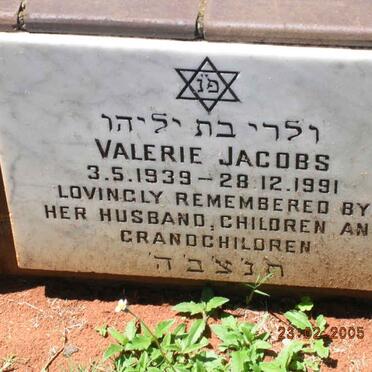 פ״נ
ולרי בת יליהו
VALERIE JACOBS
3.5.1939 – 28.12.1991
LOVINGLY REMEMBERED BY
HER HUSBAND, CHILDREN AN
GRANDCHILDREN
ת נ צ ב ה
23/02/2005